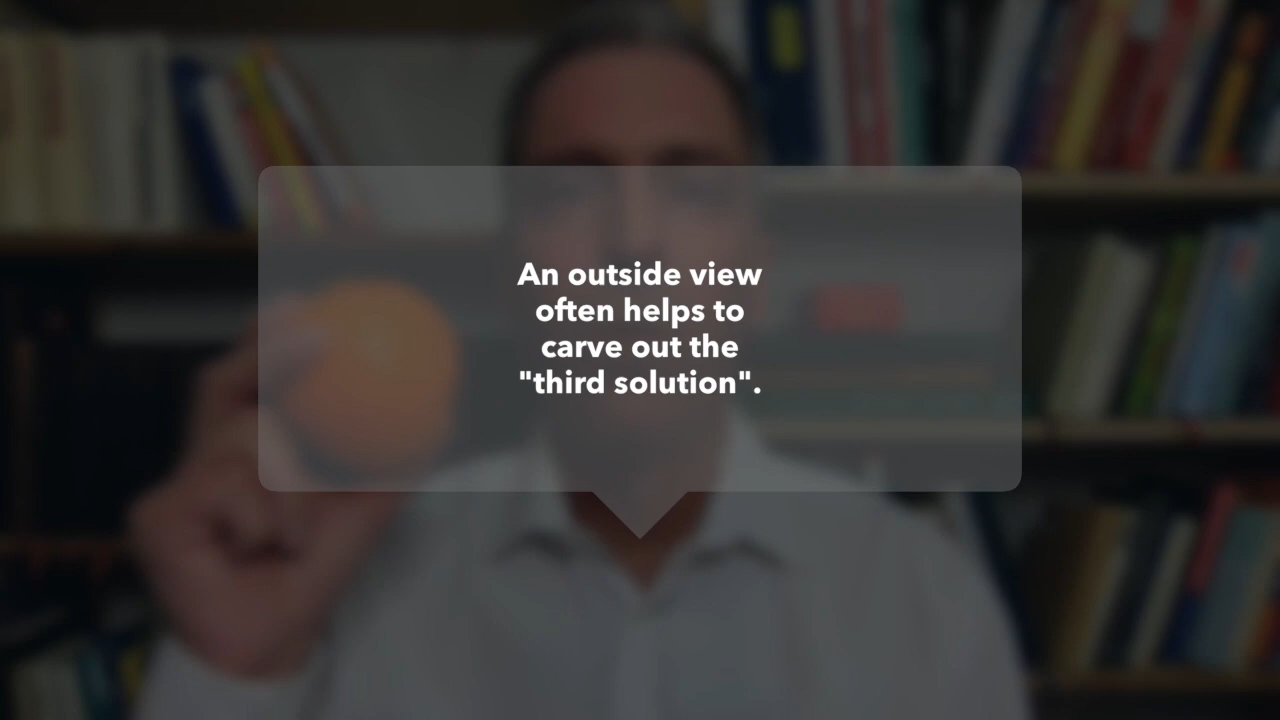 An outside view
often helps to
carve out the
"third solution".